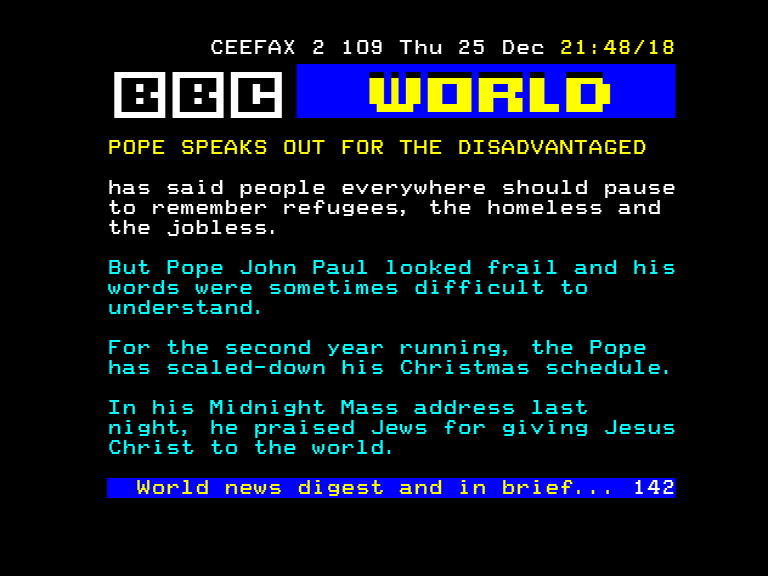 CEEFAX 2 109 Thu 25 Dec 21:48/18
BBC WORLD
POPE SPEAKS OUT FOR THE DISADVANTAGED
has said people everywhere should pause
to remember refugees, the homeless and
the jobless.
But Pope John Paul looked frail and his
words were sometimes difficult to
understand.
For the second year running, the Pope
has scaled-down his Christmas schedule.
In his Midnight Mass address last
night, he praised Jews for giving Jesus
Christ to the world.
World news digest and in brief... 142